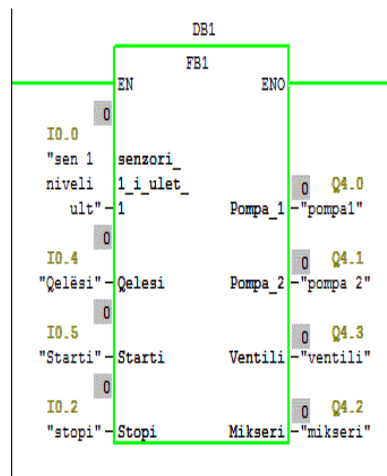 DB1
FB1
EN ENO
0
I0.0
"sen 1 senzori_
niveli 1_i_ulet_ 0 Q4.0
ult" 1 Pompa_1 "pompa1"
0 0 Q4.1
I0.4
"Qelësi" Qelesi Pompa_2 "pompa 2"
0
I0.5 0 Q4.3
"Starti" Starti Ventili "ventili"
0
I0.2 0 Q4.2
"stopi" Stopi Mikseri "mikseri"